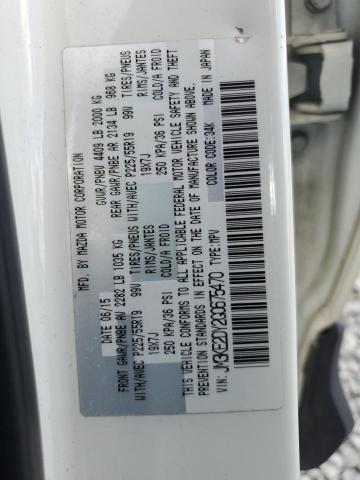 MFD. BY MAZDA MOTOR CORPORATION
DATE 06/15 GVWR/PNBV 4409 LB 2000 KG
FRONT GAWR/PNBE AV 2282 LB 1035 KG REAR GAWR/PNBE AR 2134 LB 968 KG
WITH/AVEC P225/55R19 99V TIRES/PNEUS WITH/AVEC P225/55R19 99V TIRES/PNEUS
19X7J RIMS/JANTES 19X7J RIMS/JANTES
250 KPA/36 PSI COLD/A FROID 250 KPA/36 PSI COLD/A FROID
THIS VEHICLE CONFORMS TO ALL APPLICABLE FEDERAL MOTOR VEHICLE SAFETY AND THEFT
PREVENTION STANDARDS IN EFFECT ON THE DATE OF MANUFACTURE SHOWN ABOVE.
VIN: JM3KE2DY2G0675470 TYPE: MPV COLOR CODE: 34K MADE IN JAPAN